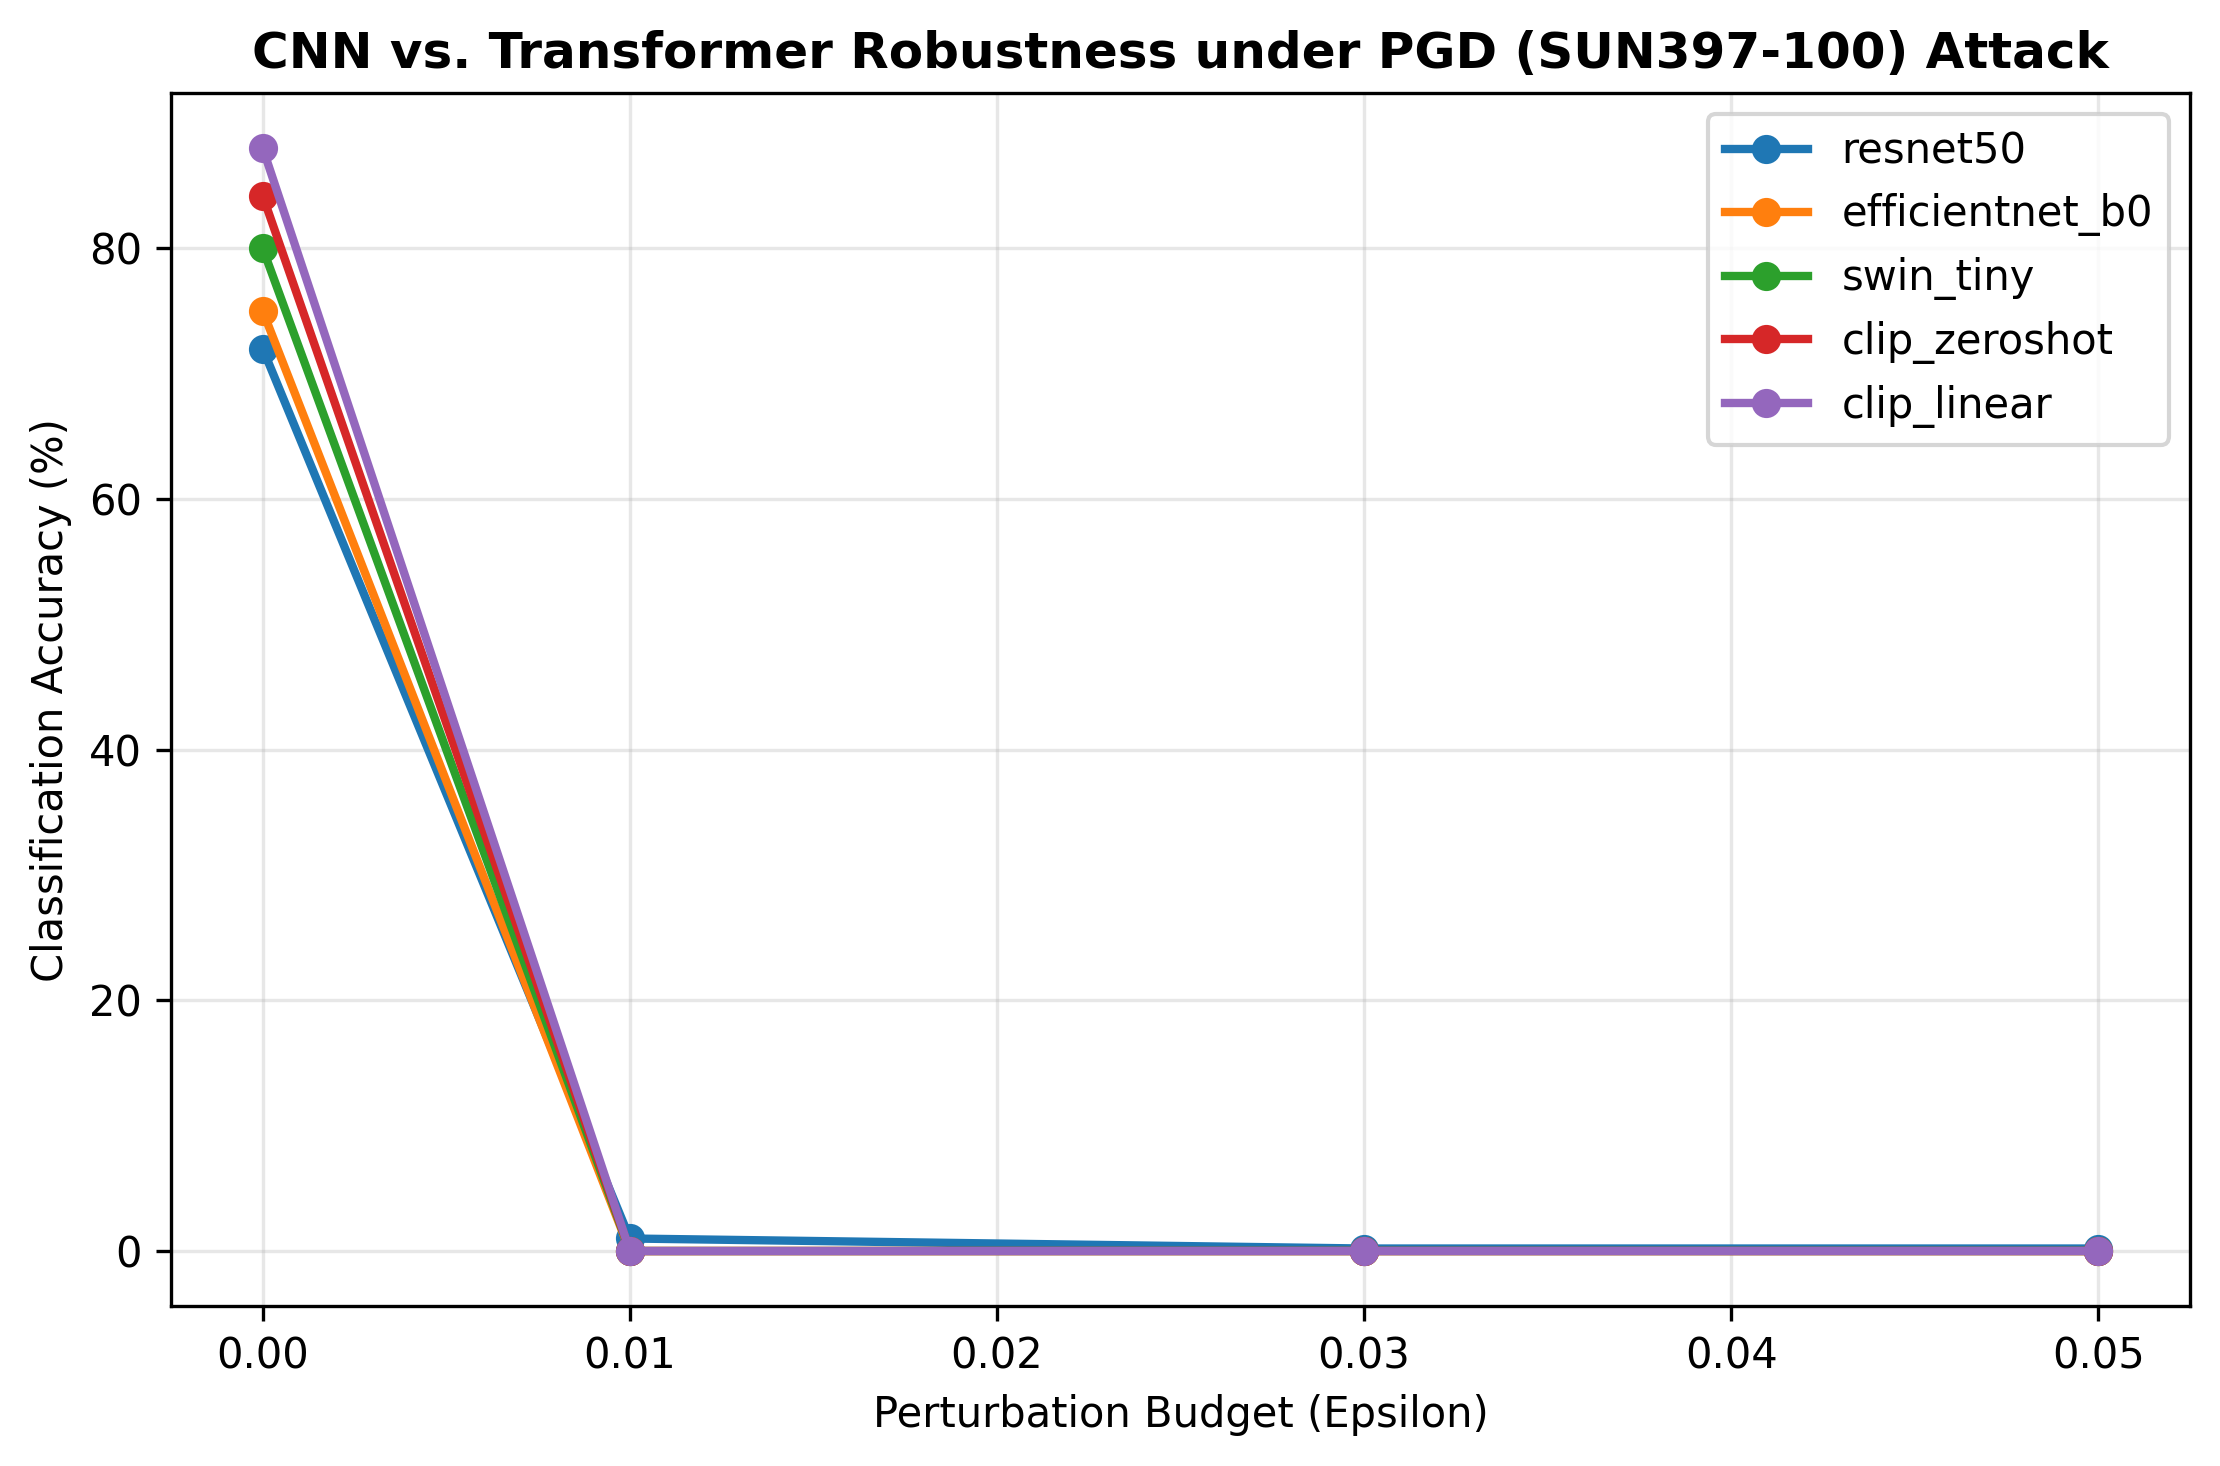 CNN vs. Transformer Robustness under PGD (SUN397-100) Attack
resnet50
efficientnet_b0
swin_tiny
clip_zeroshot
clip_linear
Classification Accuracy (%)
80
60
40
20
0
0.00 0.01 0.02 0.03 0.04 0.05
Perturbation Budget (Epsilon)